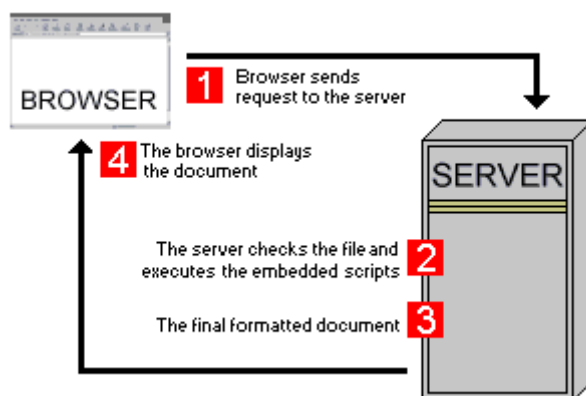 BROWSER
1 Browser sends
request to the server
4 The browser displays
the document
SERVER
The server checks the file and 2
executes the embedded scripts
The final formatted document 3